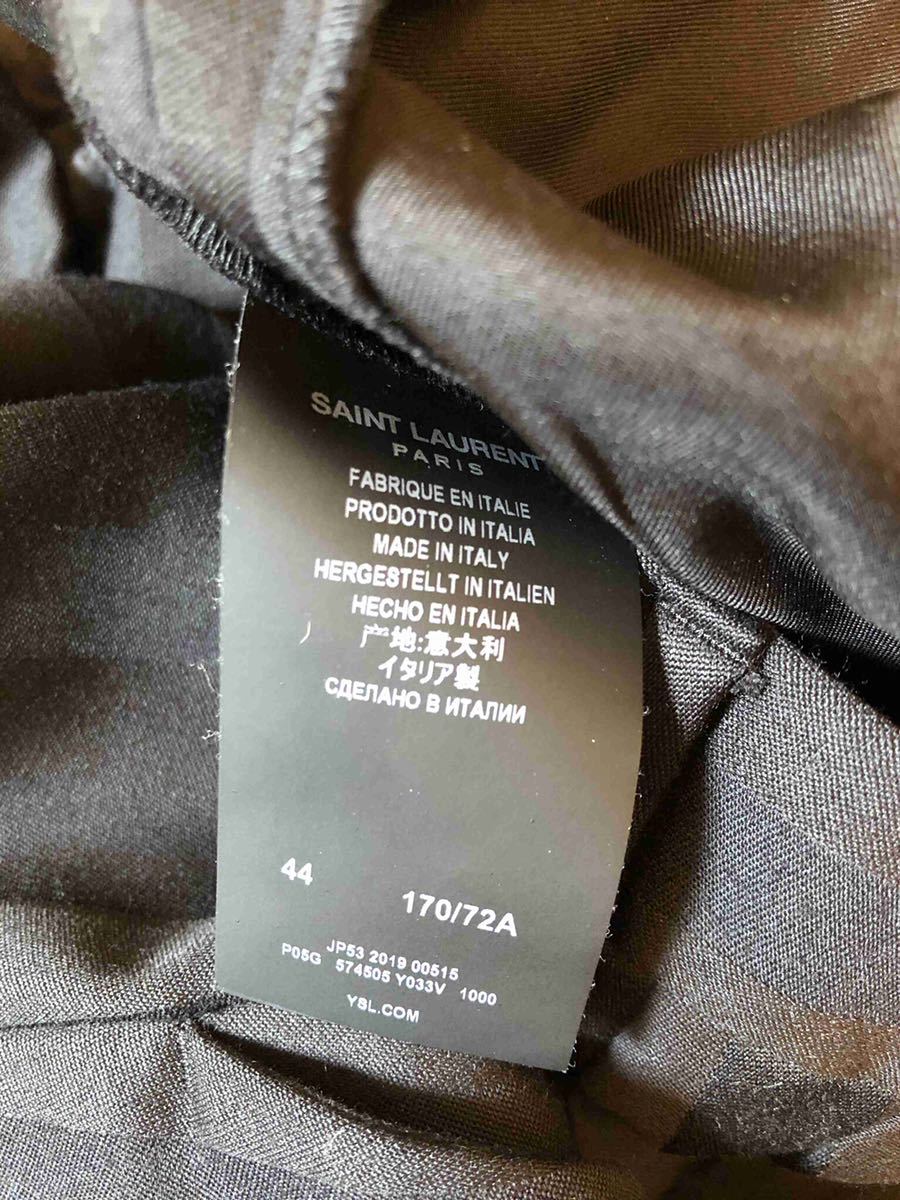 SAINT LAURENT
PARIS
FABRIQUE EN ITALIE
PRODOTTO IN ITALIA
MADE IN ITALY
HERGESTELLT IN ITALIEN
HECHO EN ITALIA
产地:意大利
イタリア製
СДЕЛАНО В ИТАЛИИ
44
170/72A
JP53 2019 00515
P05G 574505 Y033V 1000
YSL.COM